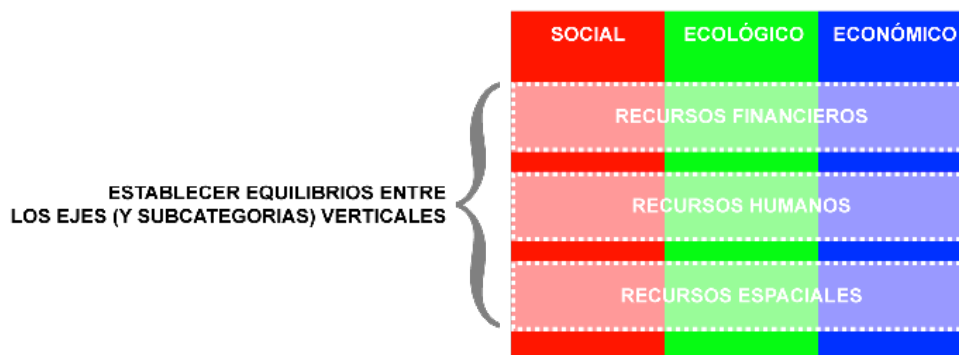 SOCIAL
ECOLÓGICO
ECONÓMICO
RECURSOS FINANCIEROS
ESTABLECER EQUILIBRIOS ENTRE
LOS EJES (Y SUBCATEGORIAS) VERTICALES
RECURSOS HUMANOS
RECURSOS ESPACIALES